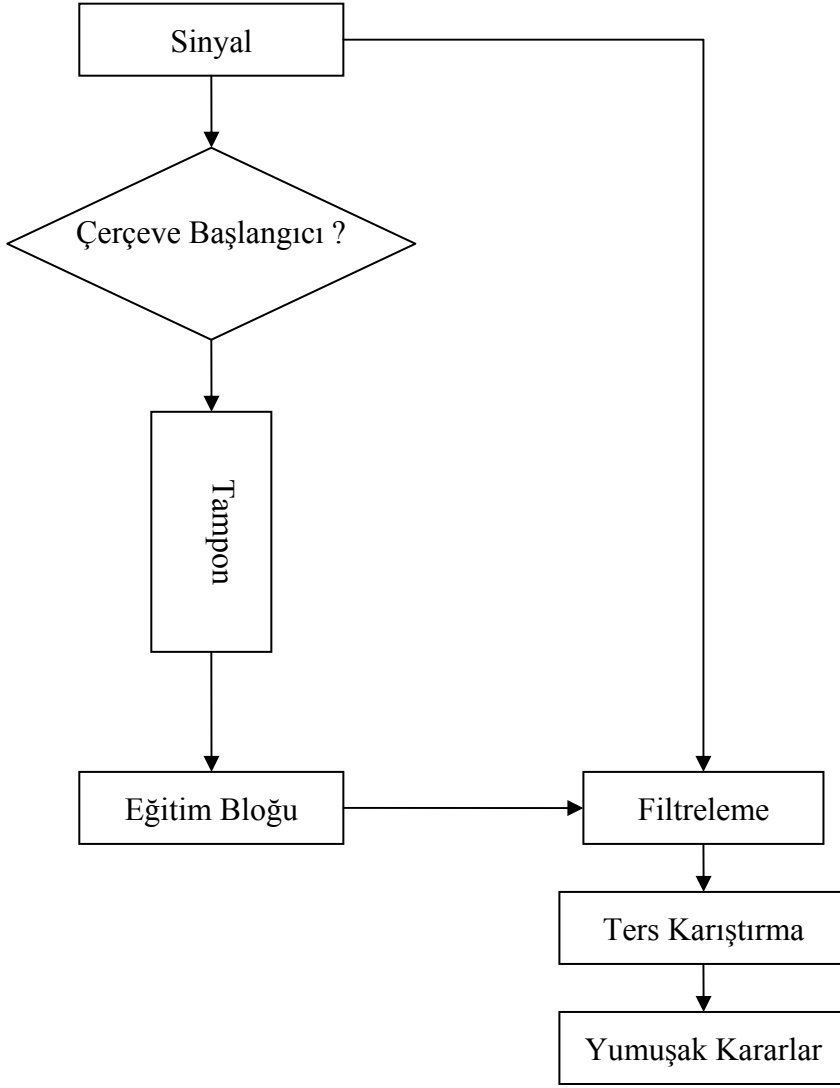 Sinyal
Çerçeve Başlangıcı ?
Tampon
Eğitim Bloğu
Filtreleme
Ters Karıştırma
Yumuşak Kararlar